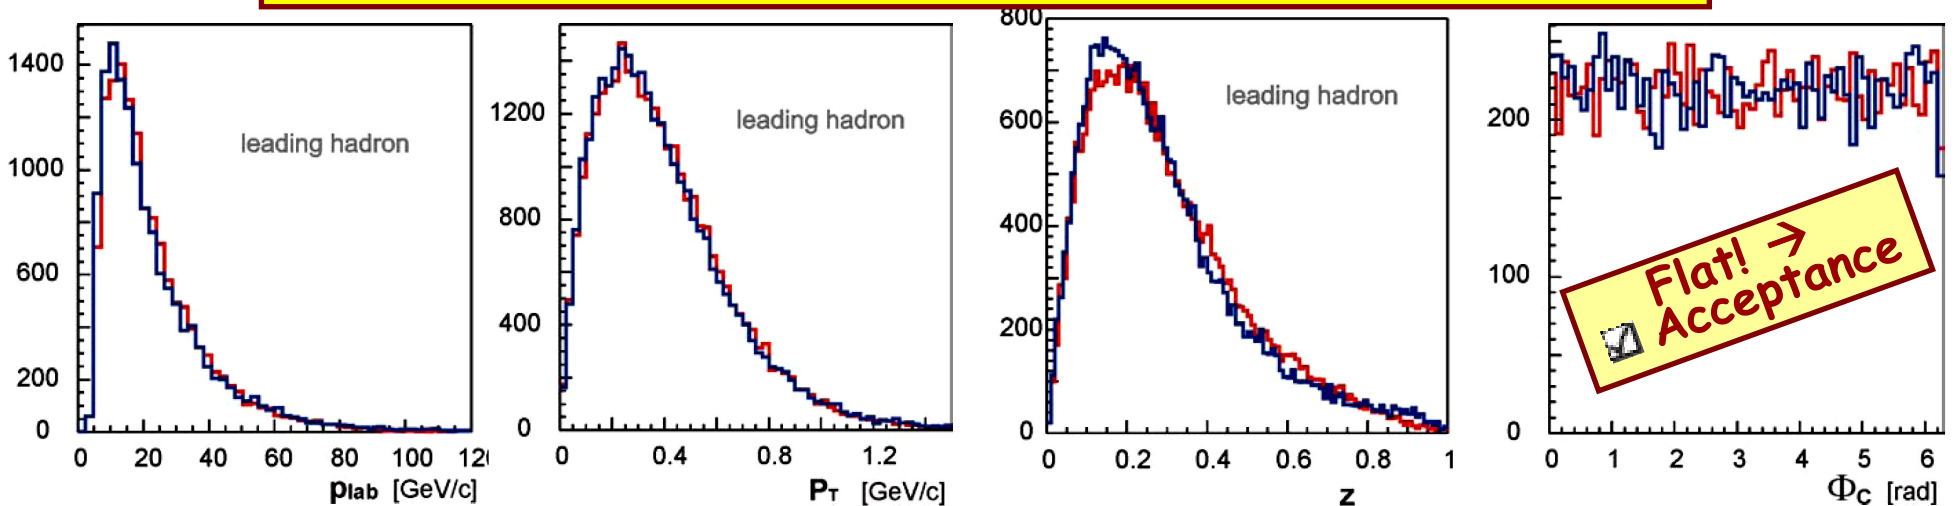 1400
1000
600
200
0
0 20 40 60 80 100
plab [GeV/c]
leading hadron
1200
800
400
0
0 0.4 0.8 1.2
PT [GeV/c]
leading hadron
800
600
400
200
0
0 0.2 0.4 0.6 0.8 1
z
leading hadron
200
100
0
0 1 2 3 4 5 6
ΦC [rad]
Flat! →
Acceptance